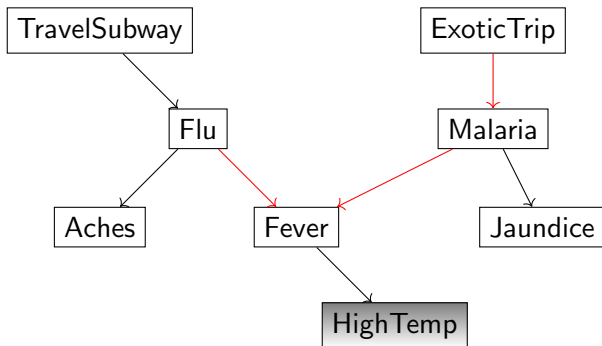 TravelSubway
ExoticTrip
Flu
Malaria
Aches
Fever
Jaundice
HighTemp